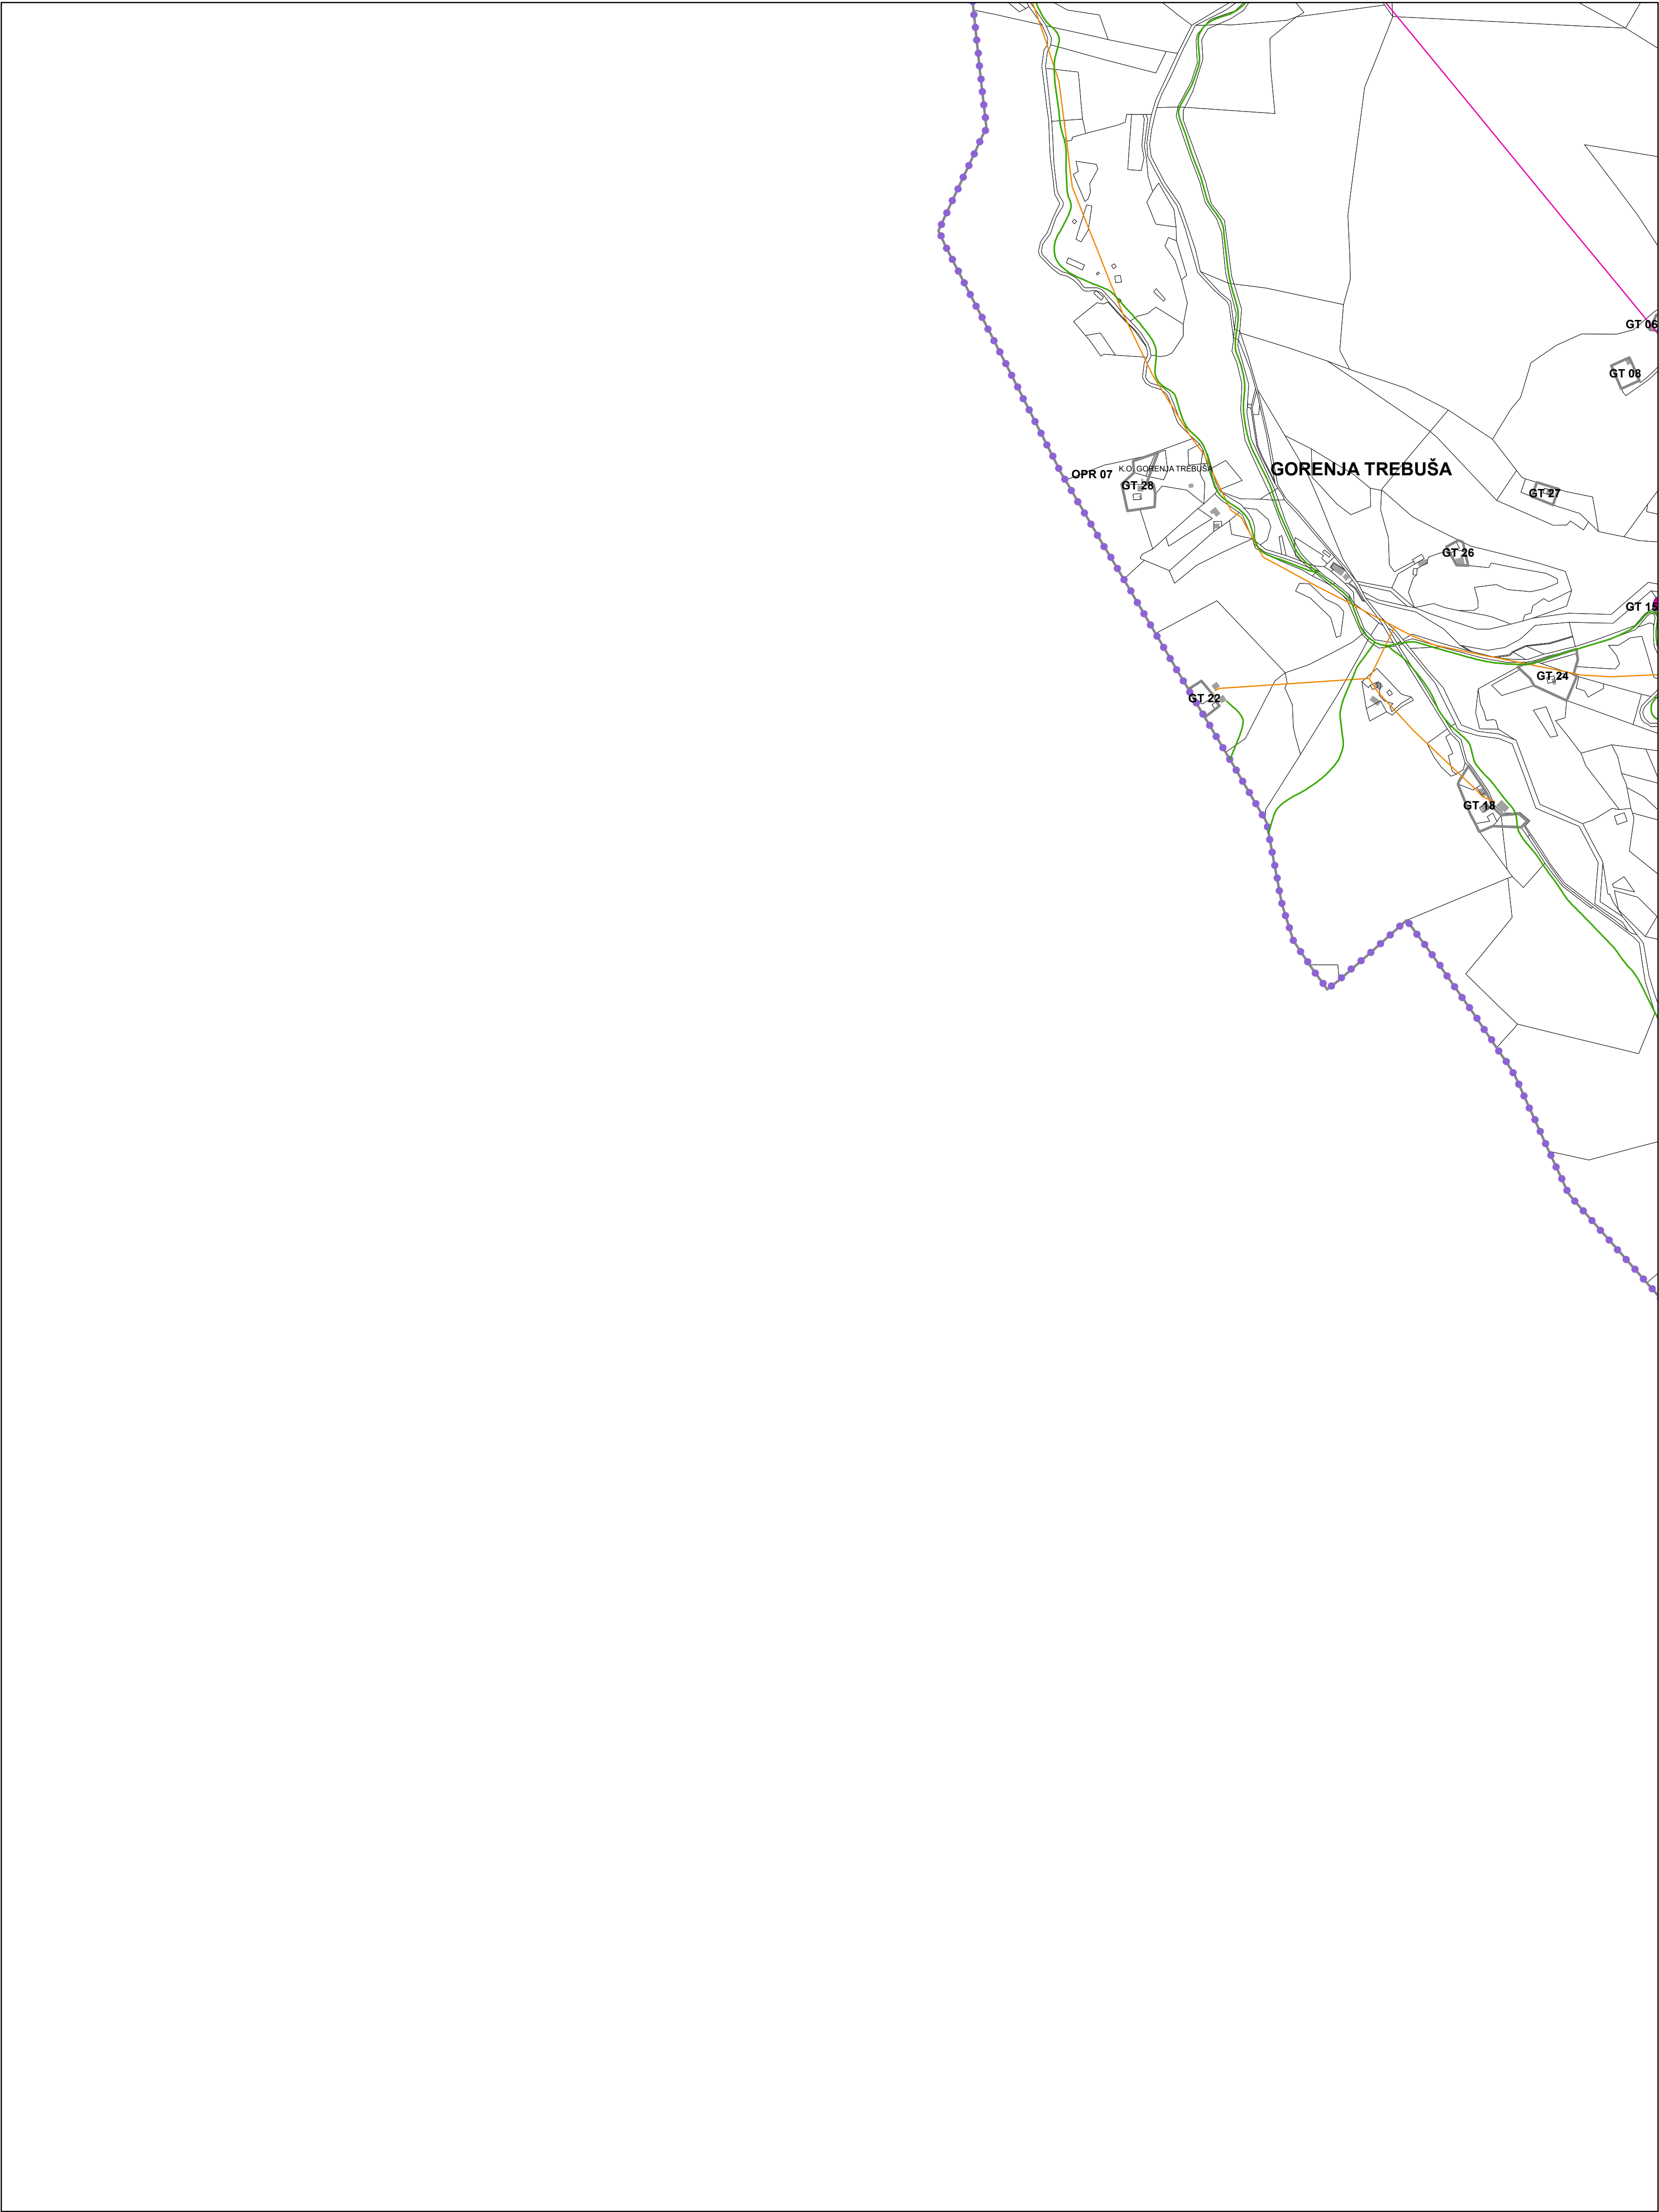 GT 06
GT 08
GORENJA TREBUŠA
K.O. GORENJA TREBUŠA
OPR 07
GT 28
GT 27
GT 26
GT 15
GT 24
GT 22
GT 18